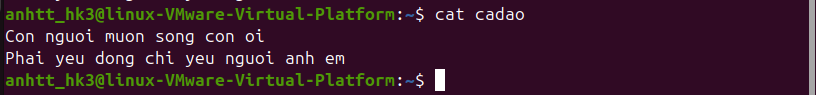 anhtt_hk3@linux-VMware-Virtual-Platform:~$ cat cadao
Con nguoi muon song con oi
Phai yeu dong chi yeu nguoi anh em
anhtt_hk3@linux-VMware-Virtual-Platform:~$